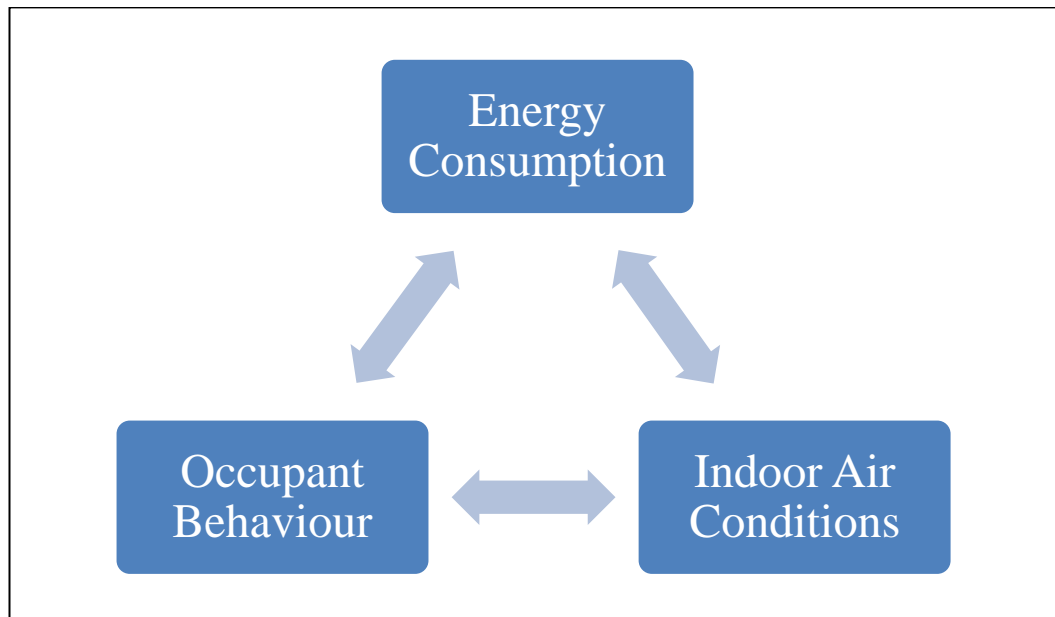 Energy
Consumption
Occupant
Behaviour
Indoor Air
Conditions